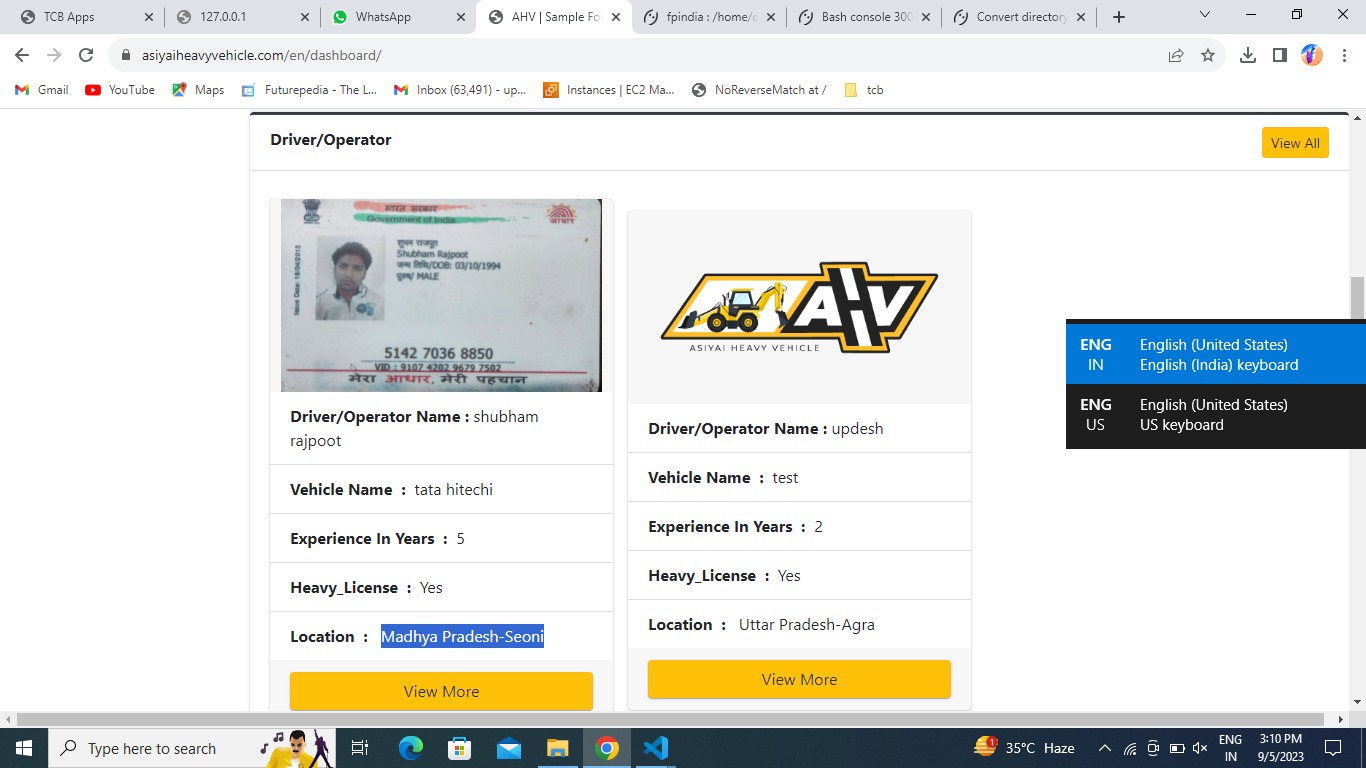 TCB Apps
127.0.0.1
WhatsApp
AHV | Sample Fo
fpindia : /home/c
Bash console 300
Convert directory
asiyaiheavyvehicle.com/en/dashboard/
Gmail
YouTube
Maps
Futurepedia - The L...
Inbox (63,491) - up...
Instances | EC2 Ma...
NoReverseMatch at /
tcb
Driver/Operator
View All
भारत सरकार
Government of India
आधार
Issue Date: 18/04/2013
शुभम राजपूत
Shubham Rajpoot
जन्म तिथि/DOB: 03/10/1994
पुरुष/ MALE
5142 7036 8850
VID : 9107 4202 9679 7502
मेरा आधार, मेरी पहचान
Driver/Operator Name : shubham
rajpoot
Vehicle Name : tata hitechi
Experience In Years : 5
Heavy_License : Yes
Location : Madhya Pradesh-Seoni
View More
AHV
ASIYAI HEAVY VEHICLE
Driver/Operator Name : updesh
Vehicle Name : test
Experience In Years : 2
Heavy_License : Yes
Location : Uttar Pradesh-Agra
View More
ENG English (United States)
IN English (India) keyboard
ENG English (United States)
US US keyboard
Type here to search
1
35°C Haze
ENG
IN
3:10 PM
9/5/2023